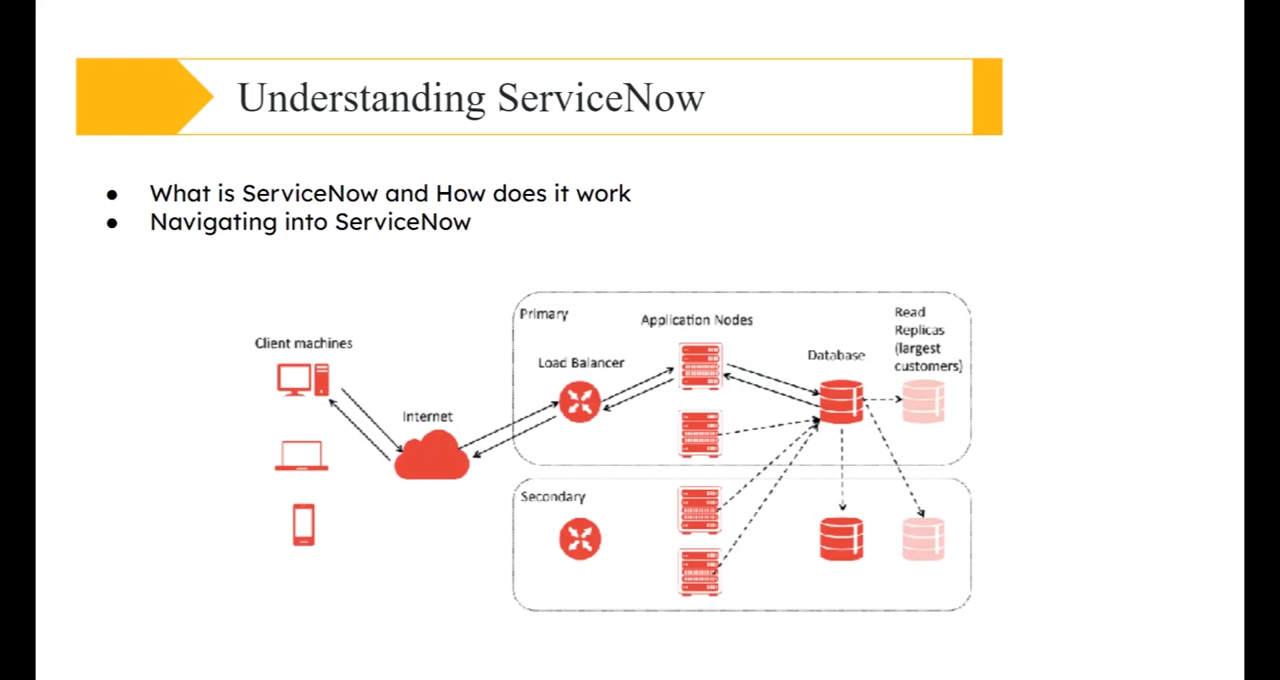 Understanding ServiceNow
● What is ServiceNow and How does it work
● Navigating into ServiceNow
Client machines
Internet
Primary
Load Balancer
Application Nodes
Database
Read
Replicas
(largest
customers)
Secondary